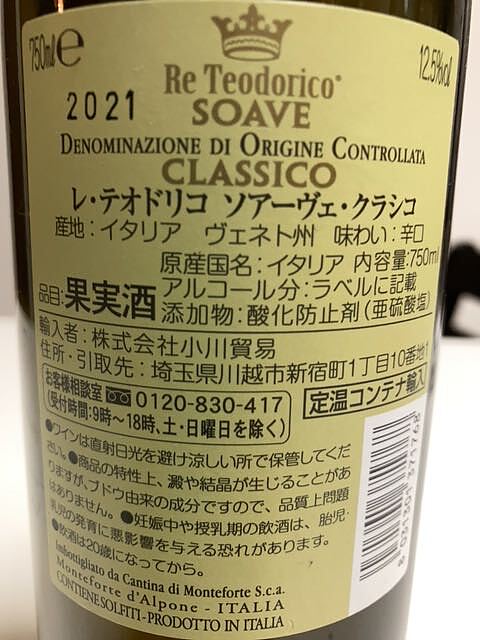 750ml e
12.5%vol
Re Teodorico®
2021
SOAVE
DENOMINAZIONE DI ORIGINE CONTROLLATA
CLASSICO
レ・テオドリコ ソアーヴェ・クラシコ
産地：イタリア ヴェネト州 味わい：辛口
原産国名：イタリア 内容量：750ml
品目：果実酒
アルコール分：ラベルに記載
添加物：酸化防止剤（亜硫酸塩）
輸入者：株式会社小川貿易
住所・引取先：埼玉県川越市新宿町1丁目10番地1
お客様相談室 0120-830-417
（受付時間：9時〜18時、土・日曜日を除く）
定温コンテナ輸入
●ワインは直射日光を避け涼しい所で保管してくだ
さい。●商品の特性上、澱や結晶が生じることがあ
りますが、ブドウ由来の成分ですので、品質上問題
はありません。●妊娠中や授乳期の飲酒は、胎児・
乳児の発育に悪影響を与える恐れがあります。
●飲酒は20歳になってから。
Imbottigliato da Cantina di Monteforte S.c.a.
Monteforte d'Alpone - ITALIA
CONTIENE SOLFITI - PRODOTTO IN ITALIA